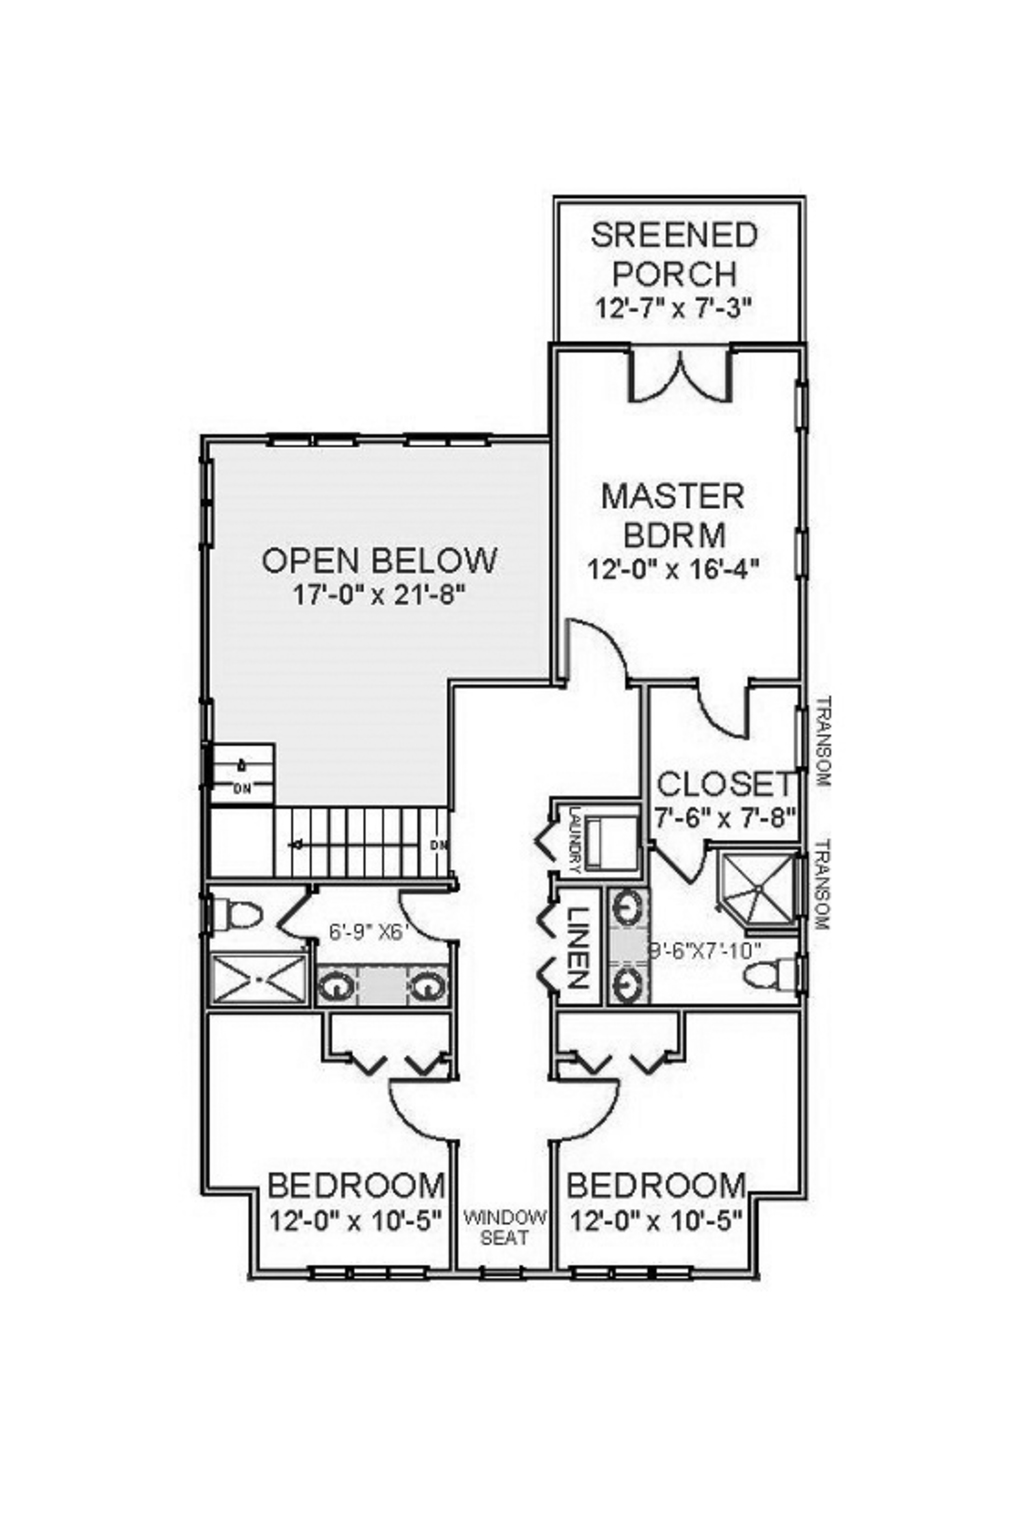 SREENED
PORCH
12'-7" x 7'-3"
MASTER
BDRM
12'-0" x 16'-4"
OPEN BELOW
17'-0" x 21'-8"
TRANSOM
CLOSET
7'-6" x 7'-8"
DN
DN
LAUNDRY
TRANSOM
6'-9" X6'
LINEN
9'-6"X7'-10"
BEDROOM
12'-0" x 10'-5"
WINDOW
SEAT
BEDROOM
12'-0" x 10'-5"